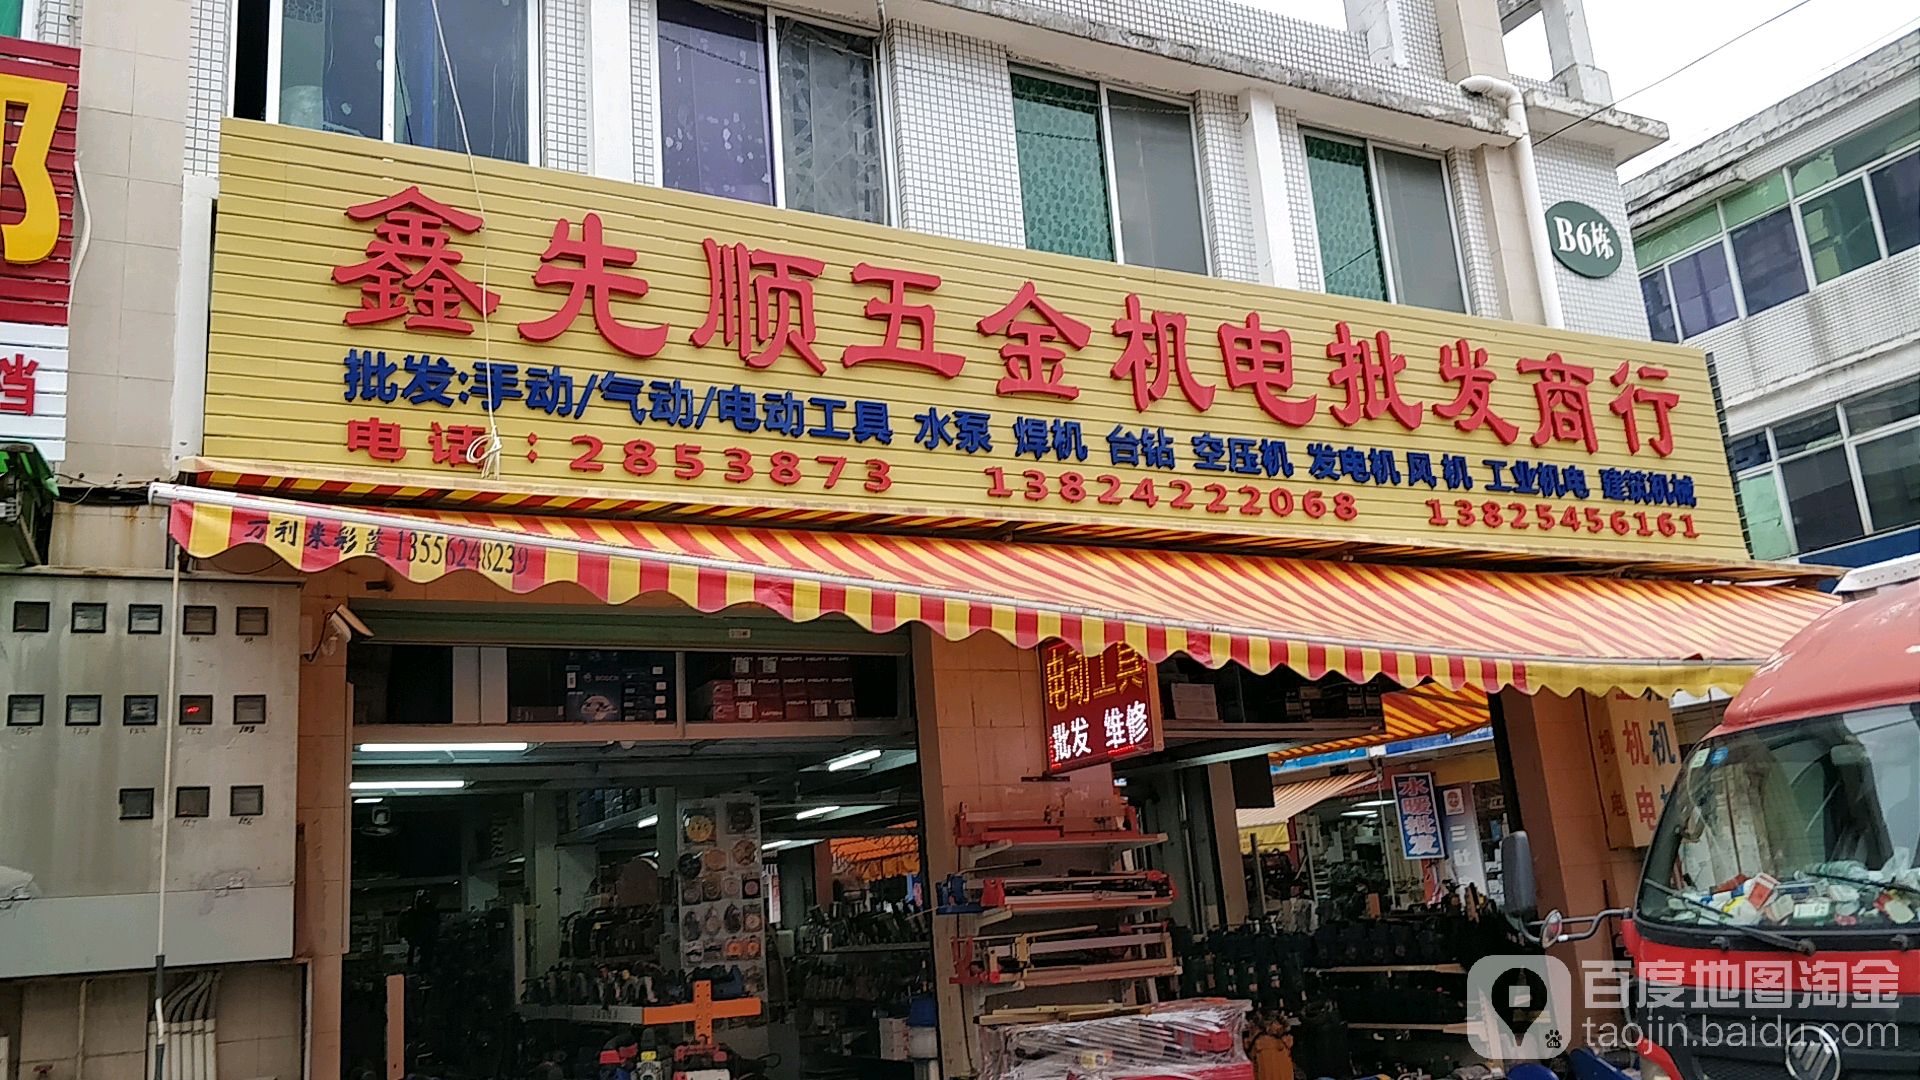 鑫先顺五金机电批发商行
批发:手动/气动/电动工具 水泵 焊机 台钻 空压机 发电机 风机 工业机电 建筑机械
电话:2853873 13824222068 13825456161
B6栋
万利来彩篷 13556248239
电动工具
批发 维修
水暖批发
BOSCH
百度地图淘金
taojin.baidu.com